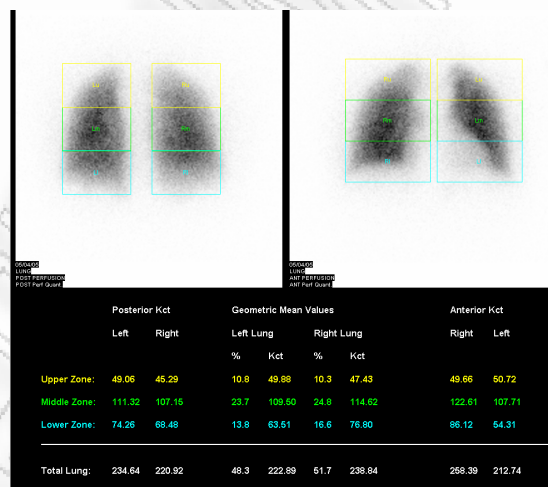 Lu Ru
Lm Rm
Lm
05/04/05
LUNG
POST PERFUSION
POST Perf Quant
05/04/05
LUNG
ANT PERFUSION
ANT Perf Quant
Posterior Kct Geometric Mean Values Anterior Kct
Left Right Left Lung Right Lung Right Left
% Kct % Kct
Upper Zone: 49.06 45.29 10.8 49.88 10.3 47.43 49.66 50.72
Middle Zone: 111.32 107.15 23.7 109.50 24.8 114.62 122.61 107.71
Lower Zone: 74.26 68.48 13.8 63.51 16.6 76.80 86.12 54.31
Total Lung: 234.64 220.92 48.3 222.89 51.7 238.84 258.39 212.74